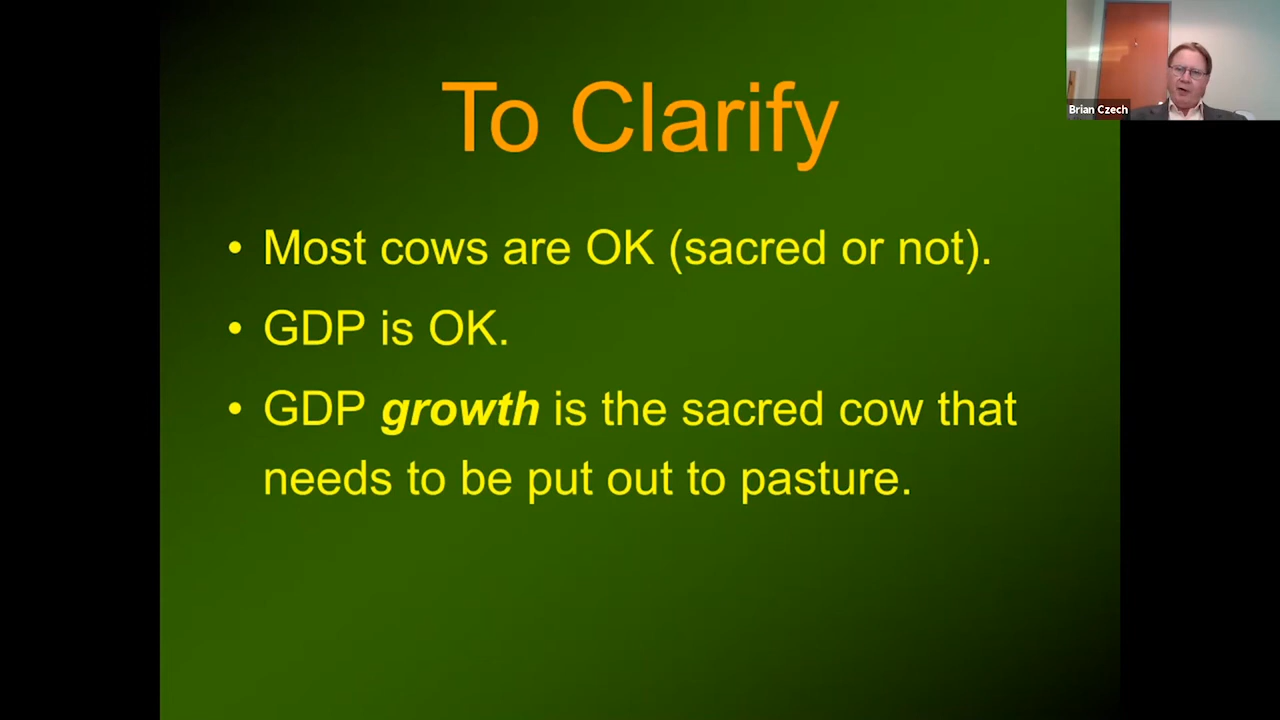 To Clarify
Brian Czech
• Most cows are OK (sacred or not).
• GDP is OK.
• GDP growth is the sacred cow that
needs to be put out to pasture.